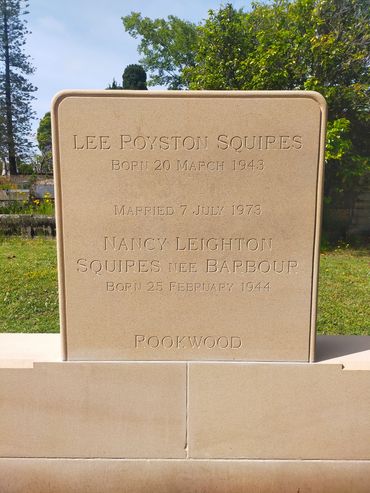 LEE ROYSTON SQUIRES
BORN 20 MARCH 1943
MARRIED 7 JULY 1973
NANCY LEIGHTON
SQUIRES NEE BARBOUR
BORN 25 FEBRUARY 1944
ROOKWOOD